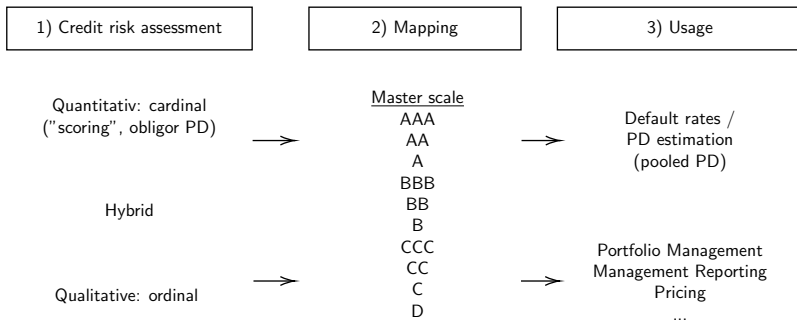 1) Credit risk assessment
2) Mapping
3) Usage
Quantitativ: cardinal
("scoring", obligor PD)
Hybrid
Qualitative: ordinal
Master scale
AAA
AA
A
BBB
BB
B
CCC
CC
C
D
Default rates /
PD estimation
(pooled PD)
Portfolio Management
Management Reporting
Pricing
...